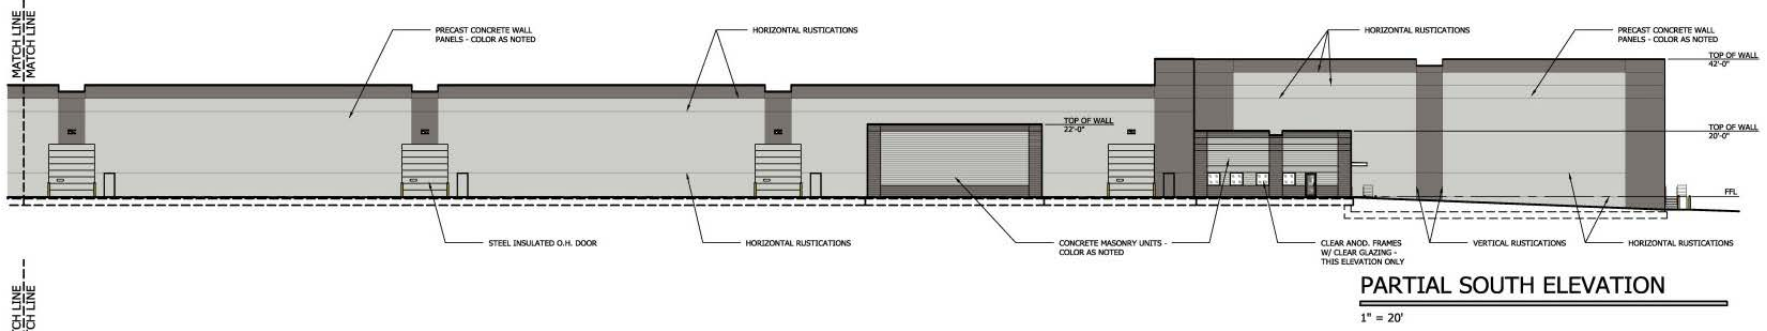 MATCH LINE
MATCH LINE
PRECAST CONCRETE WALL
PANELS - COLOR AS NOTED
HORIZONTAL RUSTICATIONS
HORIZONTAL RUSTICATIONS
PRECAST CONCRETE WALL
PANELS - COLOR AS NOTED
TOP OF WALL
42'-0"
TOP OF WALL
22'-0"
TOP OF WALL
20'-0"
FFL
STEEL INSULATED O.H. DOOR
HORIZONTAL RUSTICATIONS
CONCRETE MASONRY UNITS -
COLOR AS NOTED
CLEAR ANOD. FRAMES
W/ CLEAR GLAZING -
THIS ELEVATION ONLY
VERTICAL RUSTICATIONS
HORIZONTAL RUSTICATIONS
PARTIAL SOUTH ELEVATION
1" = 20'
CH LINE
CH LINE